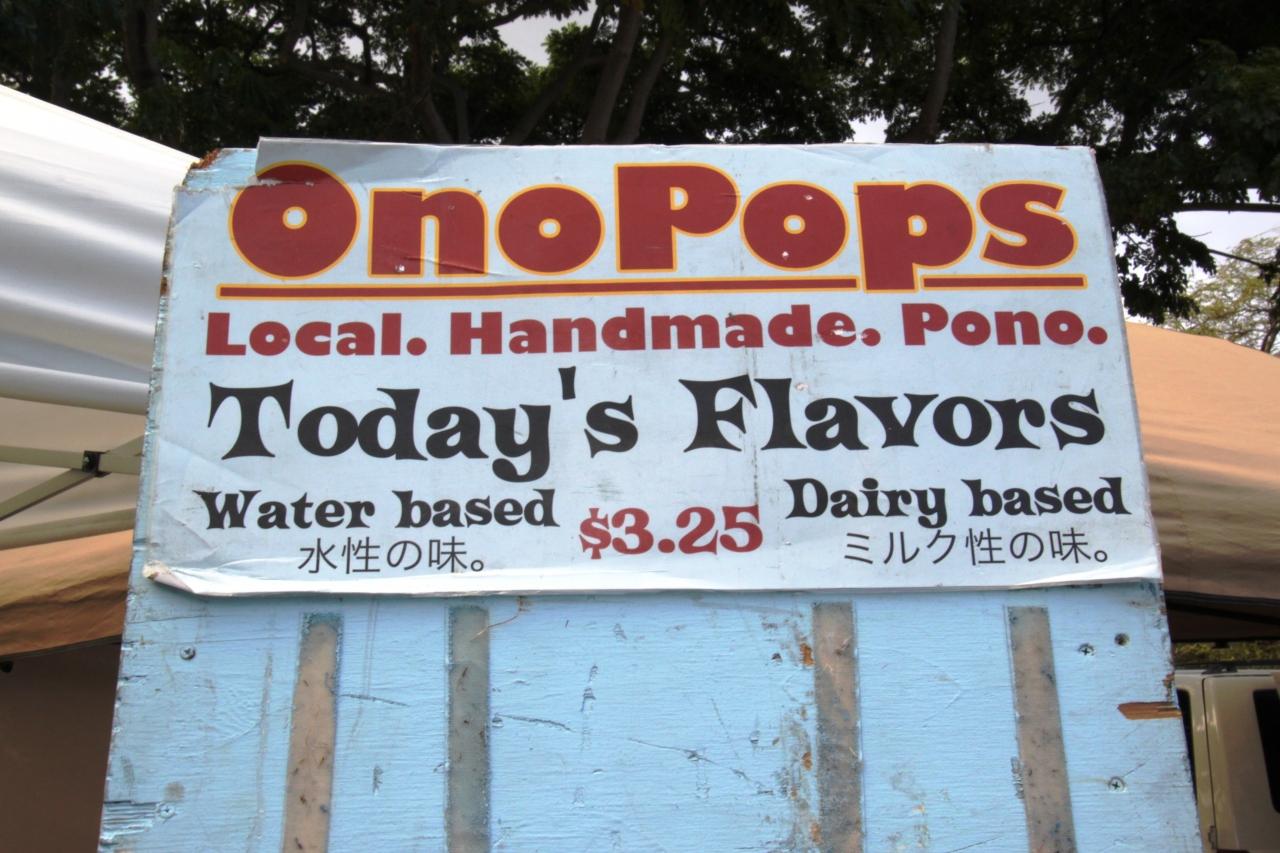 OnoPops
Local. Handmade. Pono.
Today's Flavors
Water based
水性の味。
$3.25
Dairy based
ミルク性の味。